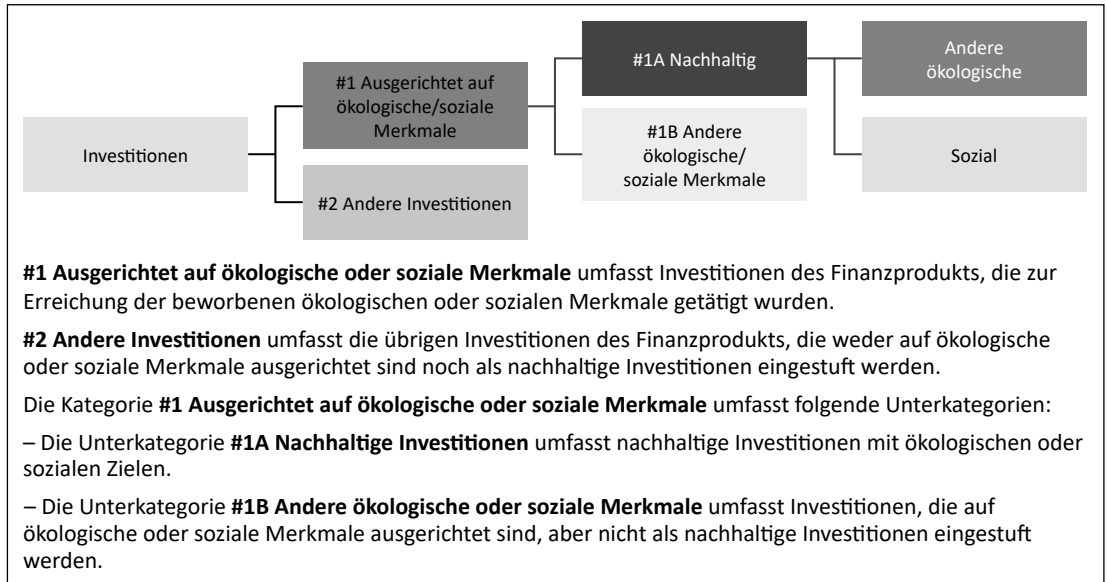 Investitionen
#1 Ausgerichtet auf
ökologische/soziale
Merkmale
#2 Andere Investitionen
#1A Nachhaltig
#1B Andere
ökologische/
soziale Merkmale
Andere
ökologische
Sozial
#1 Ausgerichtet auf ökologische oder soziale Merkmale umfasst Investitionen des Finanzprodukts, die zur
Erreichung der beworbenen ökologischen oder sozialen Merkmale getätigt wurden.
#2 Andere Investitionen umfasst die übrigen Investitionen des Finanzprodukts, die weder auf ökologische
oder soziale Merkmale ausgerichtet sind noch als nachhaltige Investitionen eingestuft werden.
Die Kategorie #1 Ausgerichtet auf ökologische oder soziale Merkmale umfasst folgende Unterkategorien:
– Die Unterkategorie #1A Nachhaltige Investitionen umfasst nachhaltige Investitionen mit ökologischen oder
sozialen Zielen.
– Die Unterkategorie #1B Andere ökologische oder soziale Merkmale umfasst Investitionen, die auf
ökologische oder soziale Merkmale ausgerichtet sind, aber nicht als nachhaltige Investitionen eingestuft
werden.